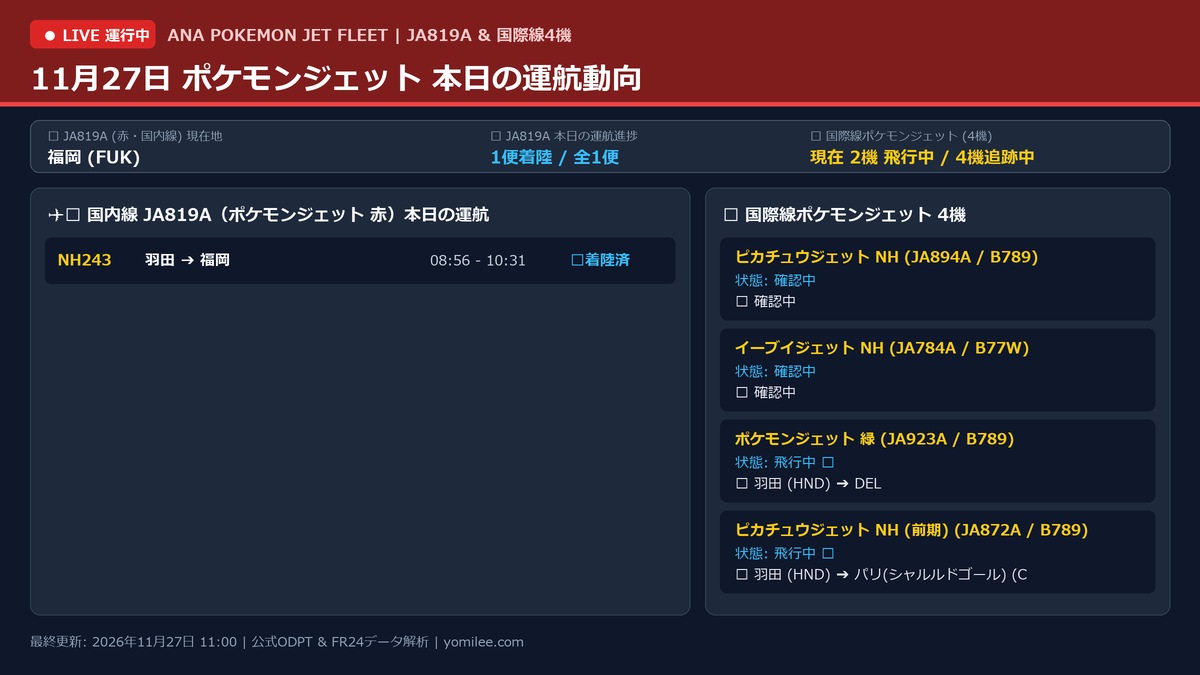 ● LIVE 運行中 ANA POKEMON JET FLEET | JA819A & 国際線4機
11月27日 ポケモンジェット 本日の運航動向
□ JA819A (赤・国内線) 現在地
福岡 (FUK)
□ JA819A 本日の運航進捗
1便着陸 / 全1便
□ 国際線ポケモンジェット (4機)
現在 2機 飛行中 / 4機追跡中
✈□ 国内線 JA819A（ポケモンジェット 赤）本日の運航
NH243 羽田 → 福岡 08:56 - 10:31 □着陸済
□ 国際線ポケモンジェット 4機
ピカチュウジェット NH (JA894A / B789)
状態: 確認中
□ 確認中
イーブイジェット NH (JA784A / B77W)
状態: 確認中
□ 確認中
ポケモンジェット 緑 (JA923A / B789)
状態: 飛行中 □
□ 羽田 (HND) → DEL
ピカチュウジェット NH (前期) (JA872A / B789)
状態: 飛行中 □
□ 羽田 (HND) → パリ(シャルルドゴール) (C
最終更新: 2026年11月27日 11:00 | 公式ODPT & FR24データ解析 | yomilee.com